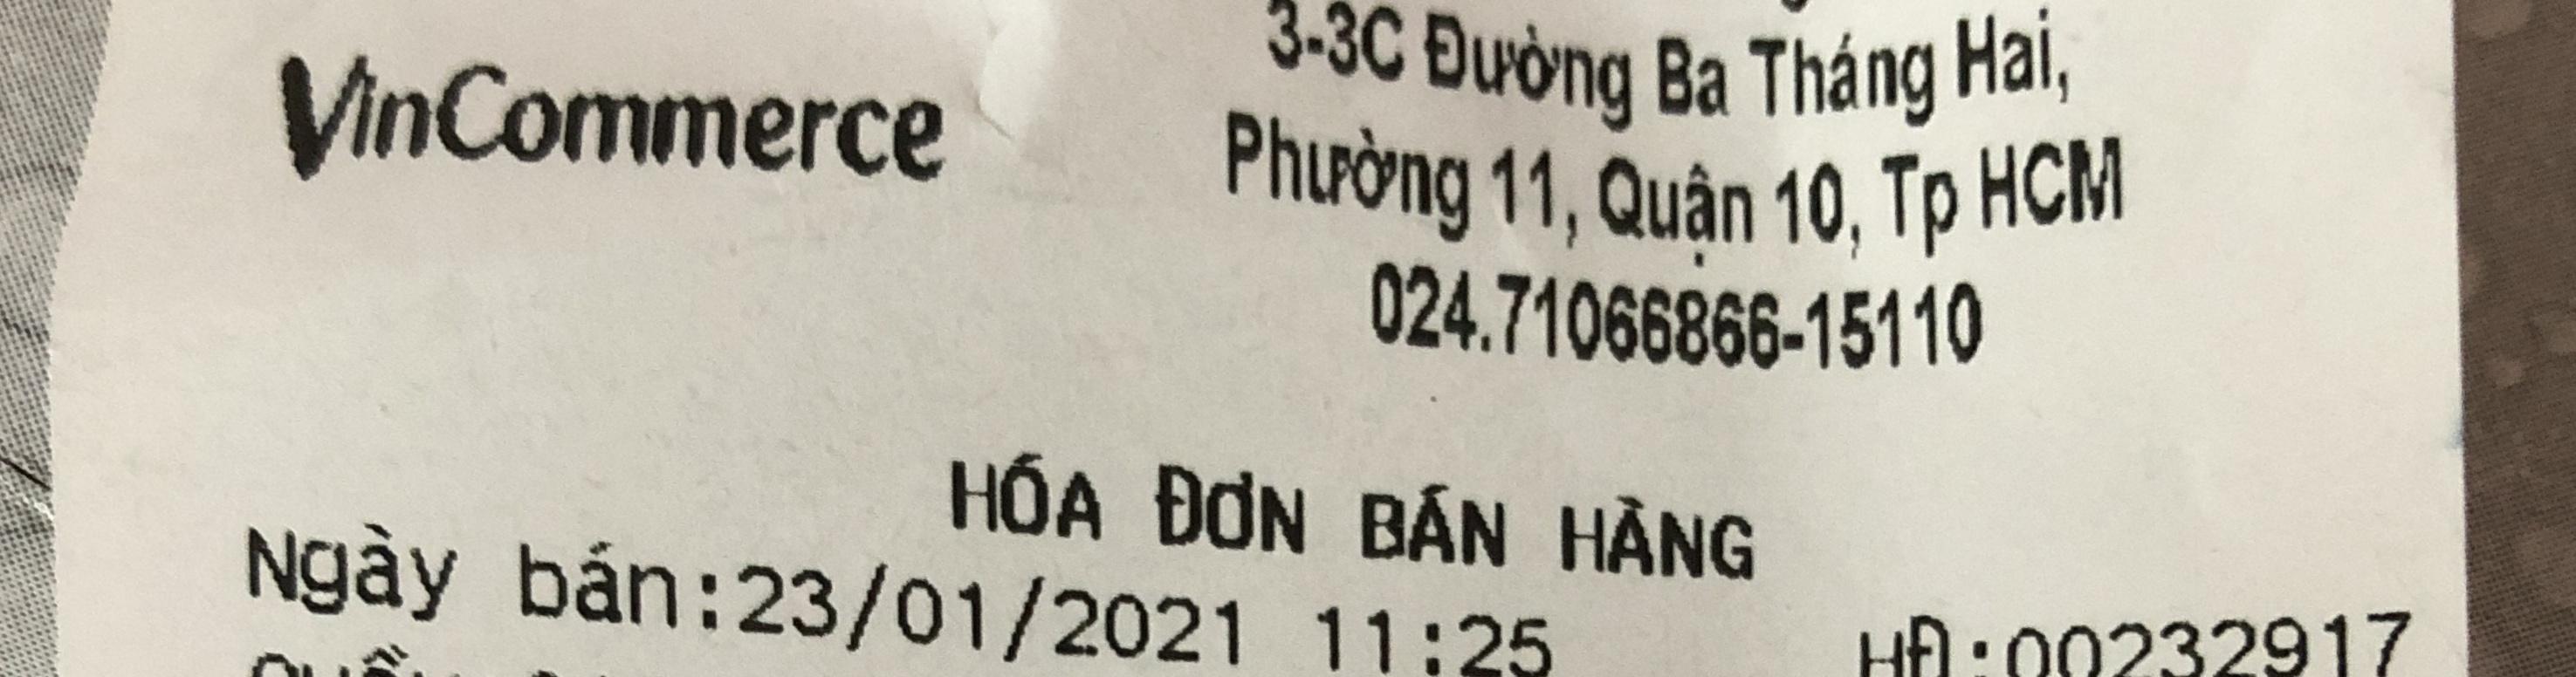 VinCommerce
3-3C Đường Ba Tháng Hai,
Phường 11, Quận 10, Tp HCM
024.71066866-15110
HÓA ĐƠN BÁN HÀNG
Ngày bán:23/01/2021 11:25 HĐ:00232917